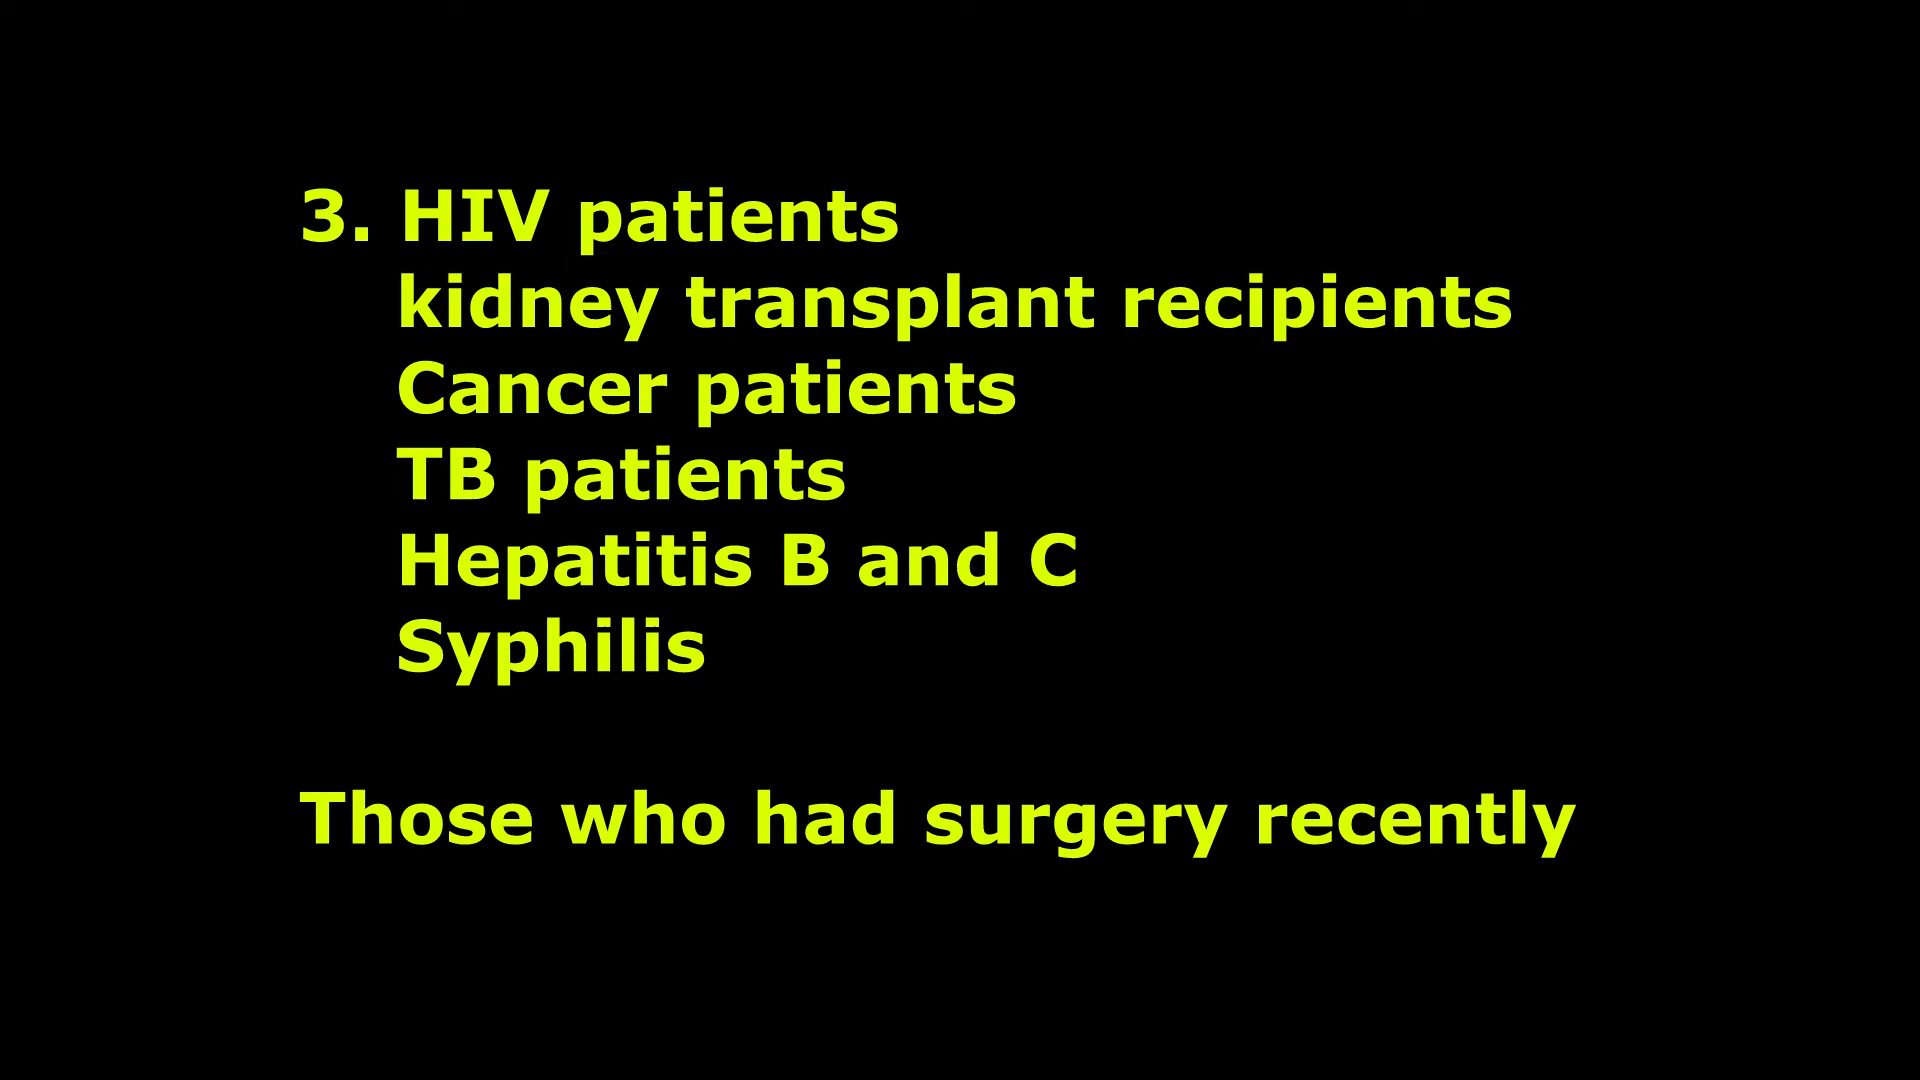 3. HIV patients
kidney transplant recipients
Cancer patients
TB patients
Hepatitis B and C
Syphilis
Those who had surgery recently